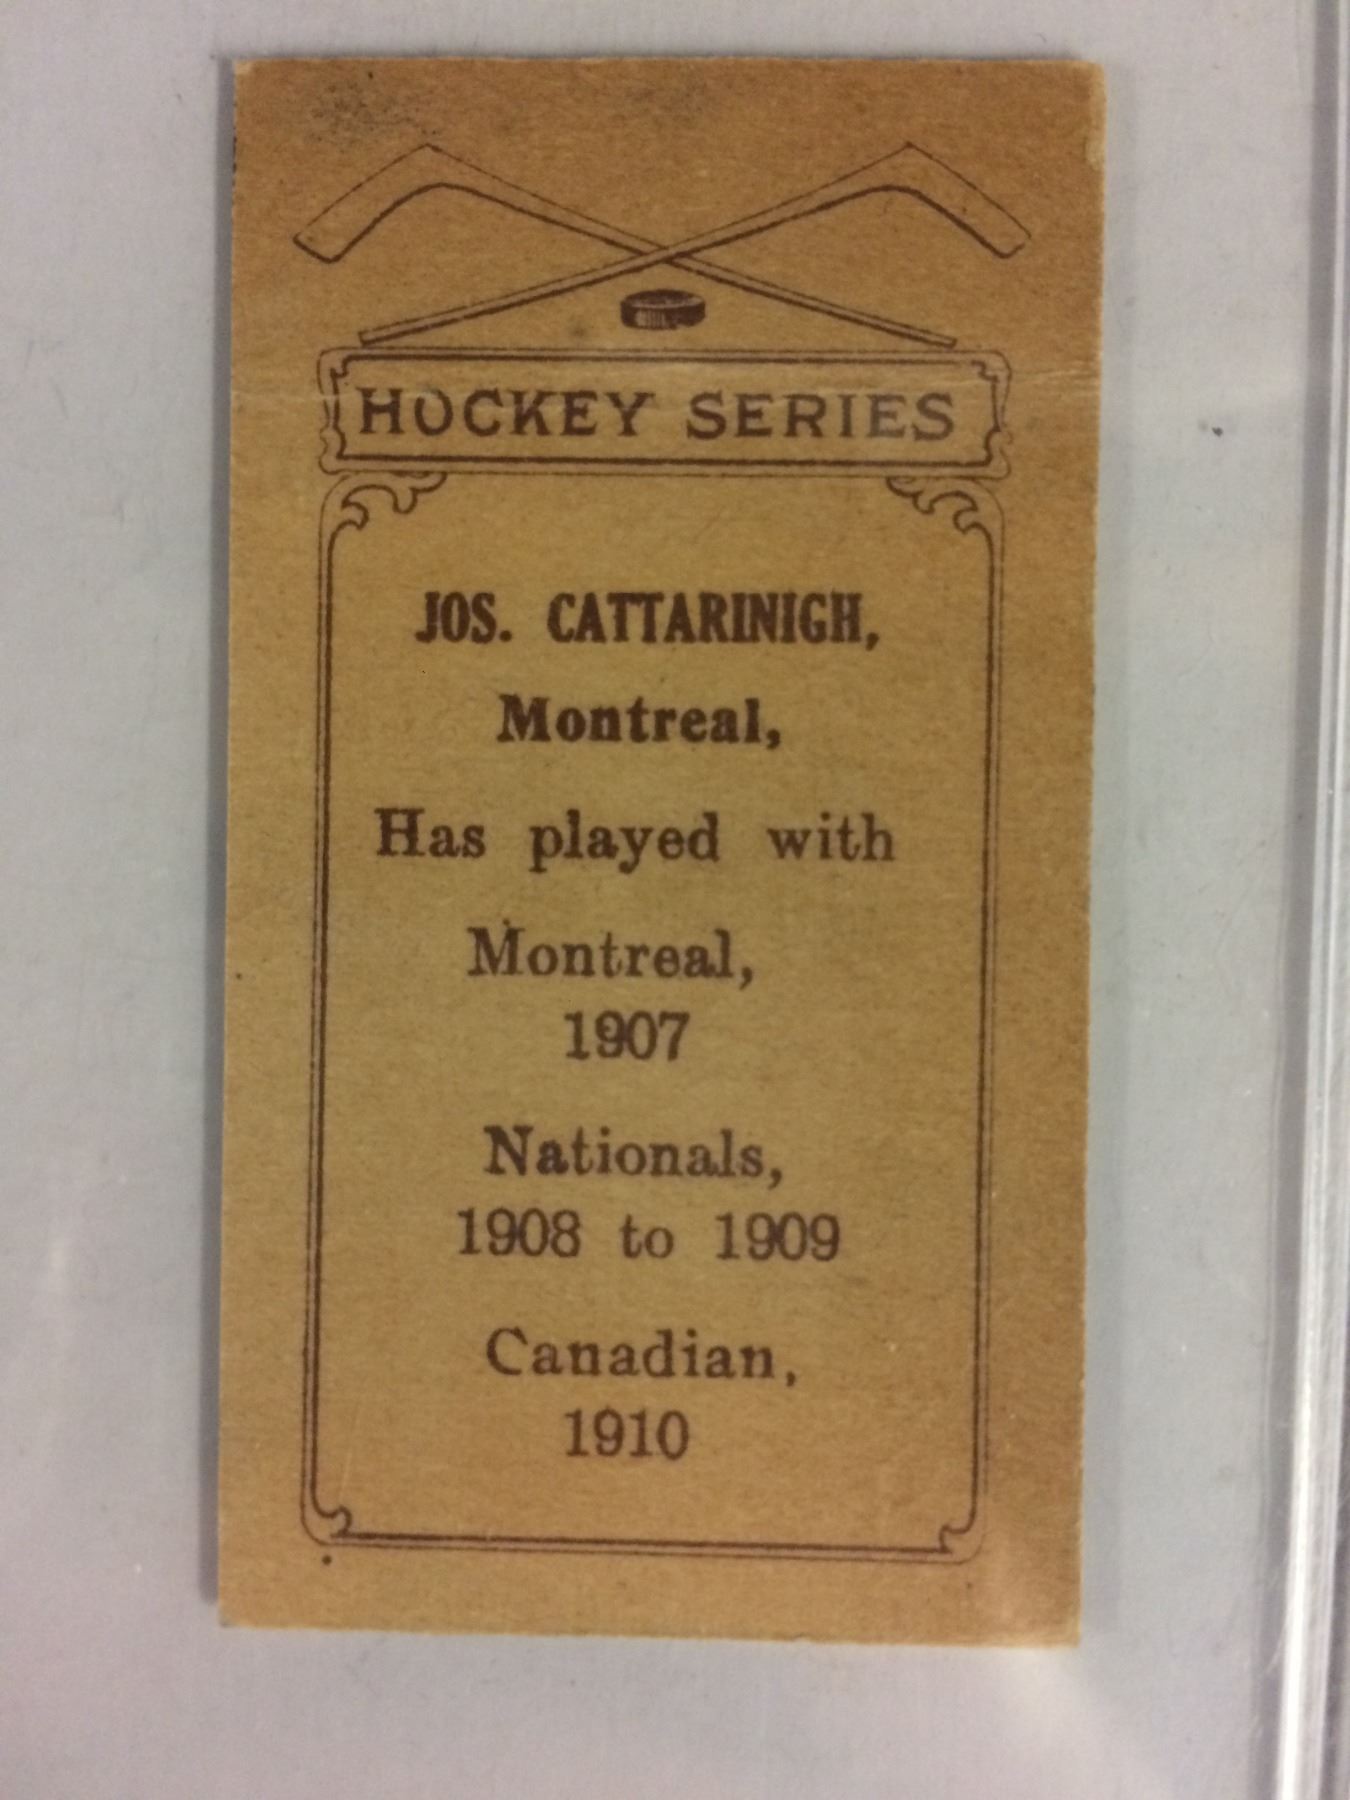 HOCKEY SERIES
JOS. CATTARINIGH,
Montreal,
Has played with
Montreal,
1907
Nationals,
1908 to 1909
Canadian,
1910